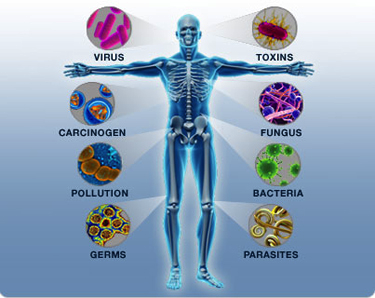 VIRUS
TOXINS
CARCINOGEN
FUNGUS
POLLUTION
BACTERIA
GERMS
PARASITES